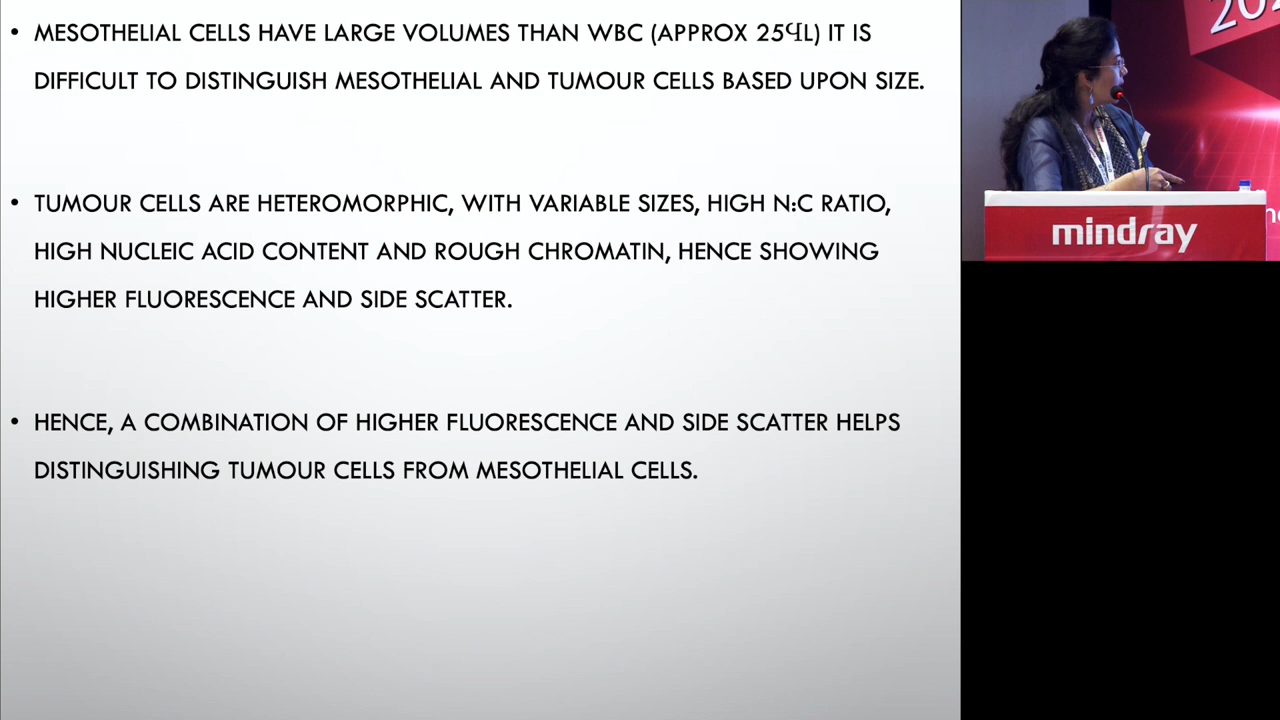 • MESOTHELIAL CELLS HAVE LARGE VOLUMES THAN WBC (APPROX 25ꟼL) IT IS
DIFFICULT TO DISTINGUISH MESOTHELIAL AND TUMOUR CELLS BASED UPON SIZE.
• TUMOUR CELLS ARE HETEROMORPHIC, WITH VARIABLE SIZES, HIGH N:C RATIO,
HIGH NUCLEIC ACID CONTENT AND ROUGH CHROMATIN, HENCE SHOWING
HIGHER FLUORESCENCE AND SIDE SCATTER.
• HENCE, A COMBINATION OF HIGHER FLUORESCENCE AND SIDE SCATTER HELPS
DISTINGUISHING TUMOUR CELLS FROM MESOTHELIAL CELLS.
mindray